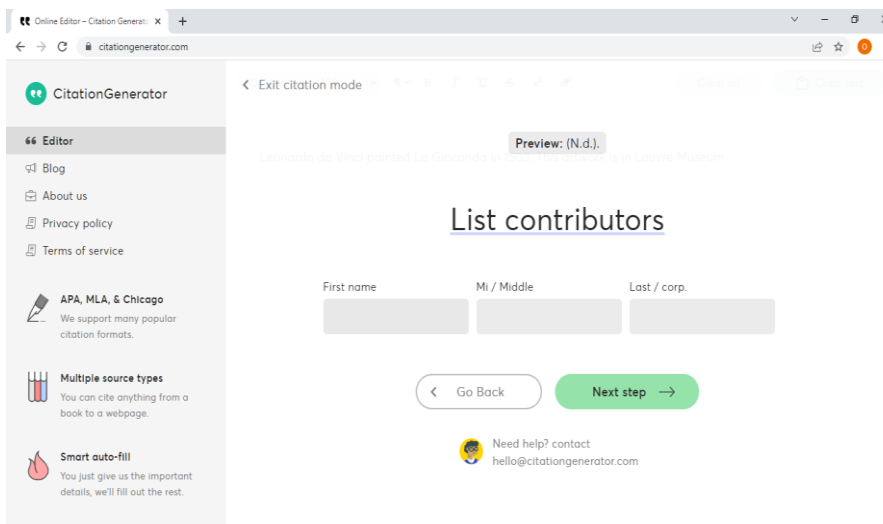 Online Editor – Citation Generat
citationgenerator.com
O
CitationGenerator
Exit citation mode
Editor
Preview: (N.d.).
Leonardo da Vinci painted La Gioconda in
is in Louvre Museum
Blog
About us
List contributors
Privacy policy
Terms of service
First name
Mi / Middle
Last / corp.
APA, MLA, & Chicago
We support many popular
citation formats.
Multiple source types
You can cite anything from a
book to a webpage.
Go Back
Next step
Smart auto-fill
You just give us the important
details, we'll fill out the rest.
Need help? contact
hello@citationgenerator.com